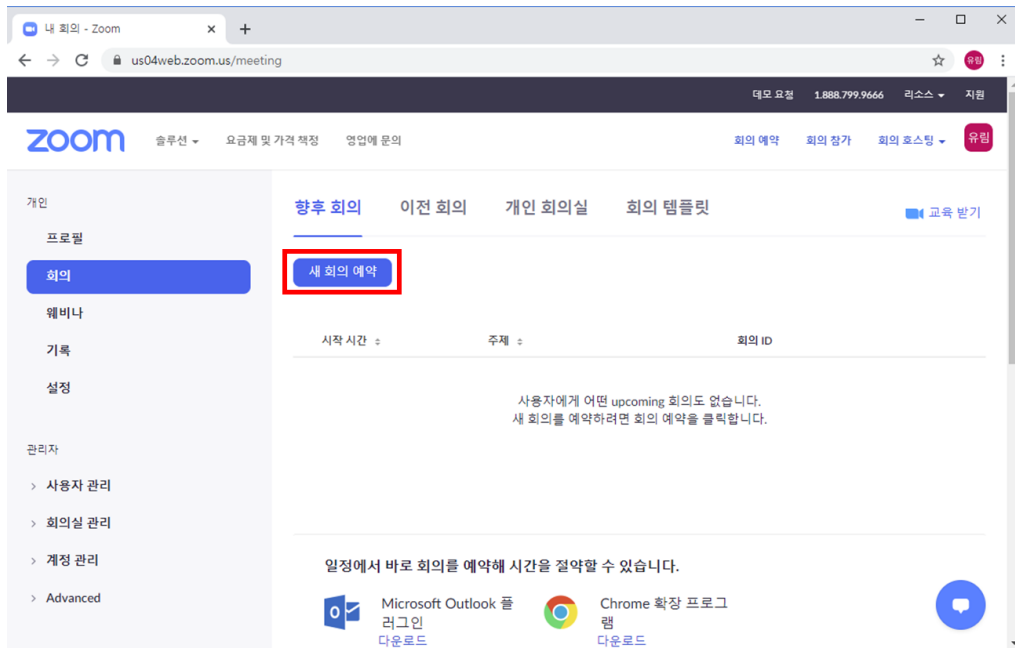 내 회의 - Zoom
us04web.zoom.us/meeting
유림
데모 요청 1.888.799.9666 리소스 지원
zoom 솔루션 요금제 및 가격 책정 영업에 문의 회의 예약 회의 참가 회의 호스팅 유림
개인
프로필
회의
웨비나
기록
설정
관리자
사용자 관리
회의실 관리
계정 관리
Advanced
향후 회의 이전 회의 개인 회의실 회의 템플릿
교육 받기
새 회의 예약
시작 시간 주제 회의 ID
사용자에게 어떤 upcoming 회의도 없습니다.
새 회의를 예약하려면 회의 예약을 클릭합니다.
일정에서 바로 회의를 예약해 시간을 절약할 수 있습니다.
Microsoft Outlook 플
러그인
다운로드
Chrome 확장 프로그
램
다운로드